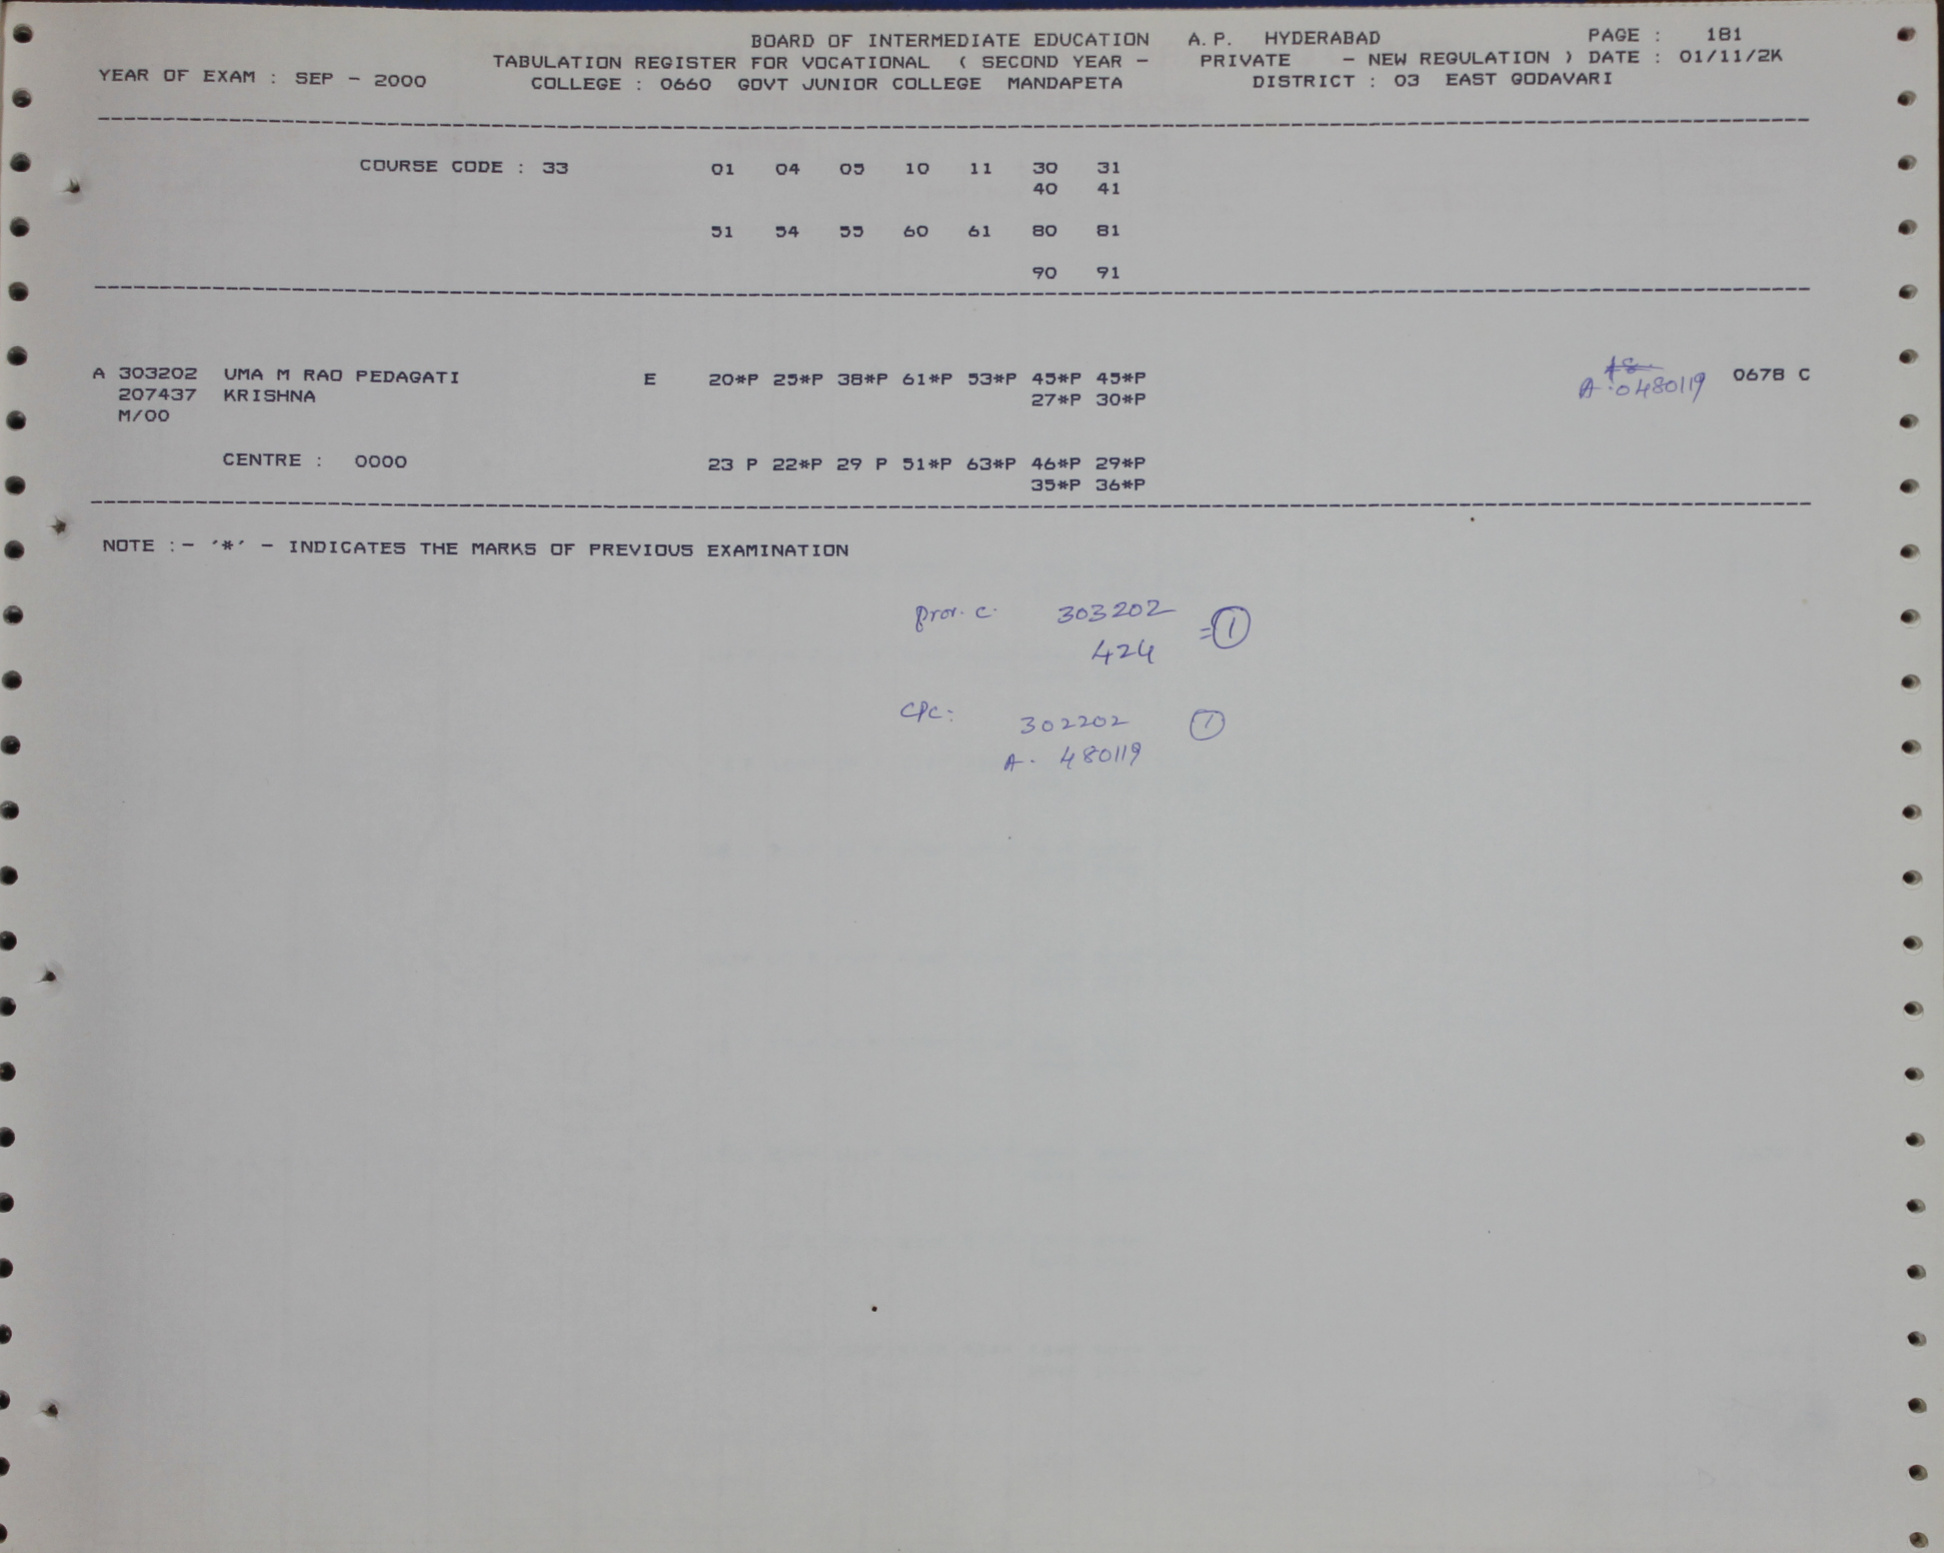 BOARD OF INTERMEDIATE EDUCATION A.P. HYDERABAD PAGE : 181
TABULATION REGISTER FOR VOCATIONAL ( SECOND YEAR - PRIVATE - NEW REGULATION ) DATE : 01/11/2K
YEAR OF EXAM : SEP - 2000 COLLEGE : 0660 GOVT JUNIOR COLLEGE MANDAPETA DISTRICT : 03 EAST GODAVARI
COURSE CODE : 33 01 04 05 10 11 30 31
40 41
51 54 55 60 61 80 81
90 91
A 303202 UMA M RAO PEDAGATI E 20*P 25*P 38*P 61*P 53*P 45*P 45*P 0678 C
207437 KRISHNA 27*P 30*P A.0480119
M/00
CENTRE : 0000 23 P 22*P 29 P 51*P 63*P 46*P 29*P
35*P 36*P
NOTE :- '*' - INDICATES THE MARKS OF PREVIOUS EXAMINATION
prov. c. 303202
424 = 1
CPC: 302202 1
A. 480119